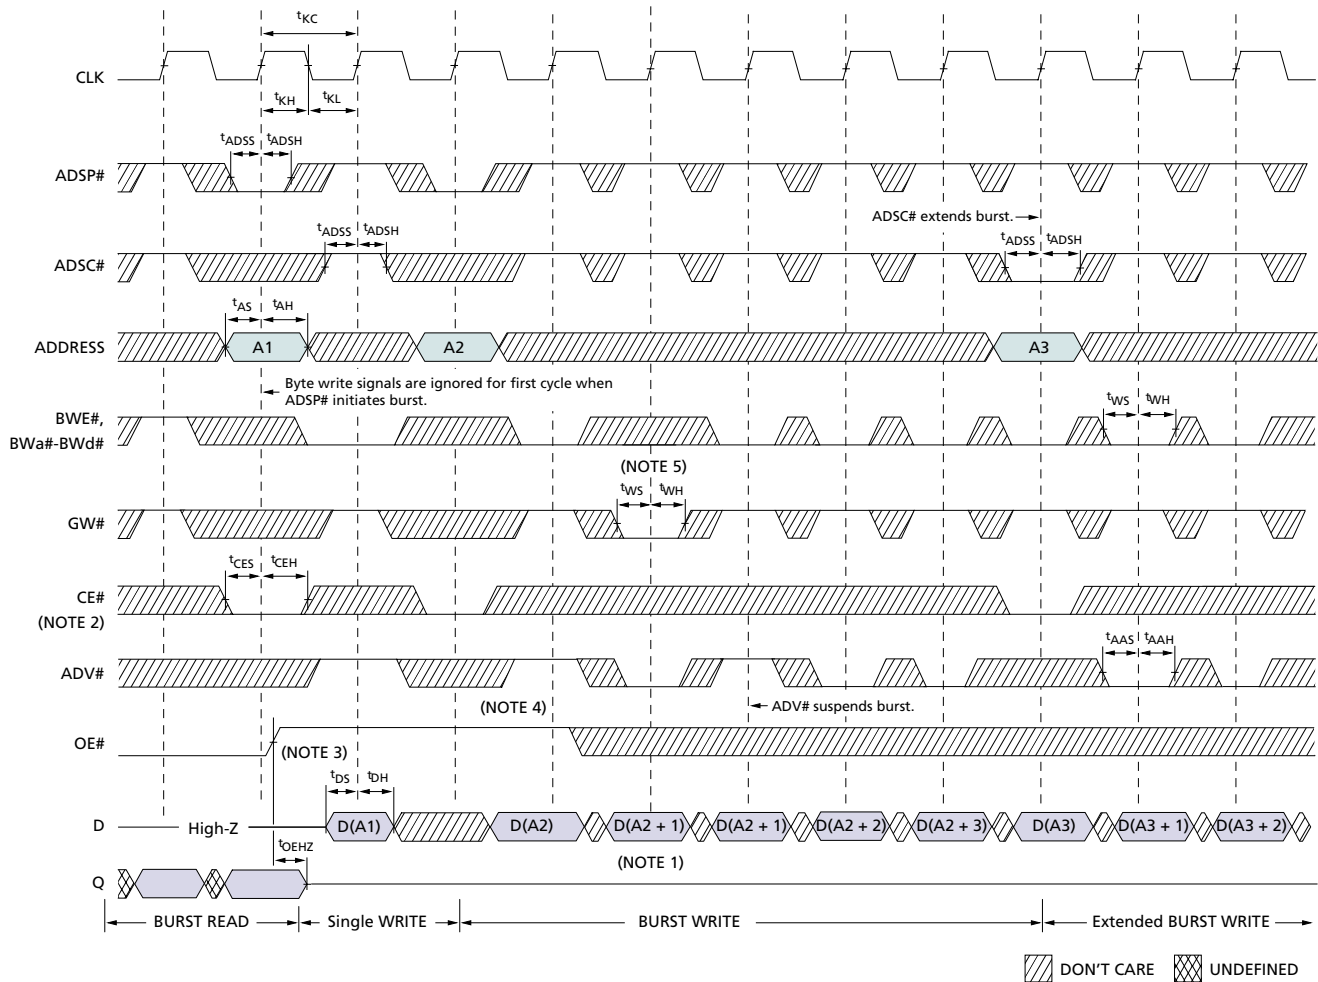 tKC
CLK
tKH
tKL
tADSS
tADSH
ADSP#
ADSC# extends burst.
tADSS
tADSH
tADSS
tADSH
ADSC#
tAS
tAH
ADDRESS
A1
A2
A3
Byte write signals are ignored for first cycle when
ADSP# initiates burst.
BWE#,
BWa#-BWd#
tWS
tWH
(NOTE 5)
tWS
tWH
GW#
tCES
tCEH
CE#
(NOTE 2)
tAAS
tAAH
ADV#
(NOTE 4)
ADV# suspends burst.
OE#
(NOTE 3)
tDS
tDH
D
High-Z
D(A1)
D(A2)
D(A2 + 1)
D(A2 + 1)
D(A2 + 2)
D(A2 + 3)
D(A3)
D(A3 + 1)
D(A3 + 2)
tOEHZ
(NOTE 1)
Q
BURST READ
Single WRITE
BURST WRITE
Extended BURST WRITE
DON'T CARE
UNDEFINED